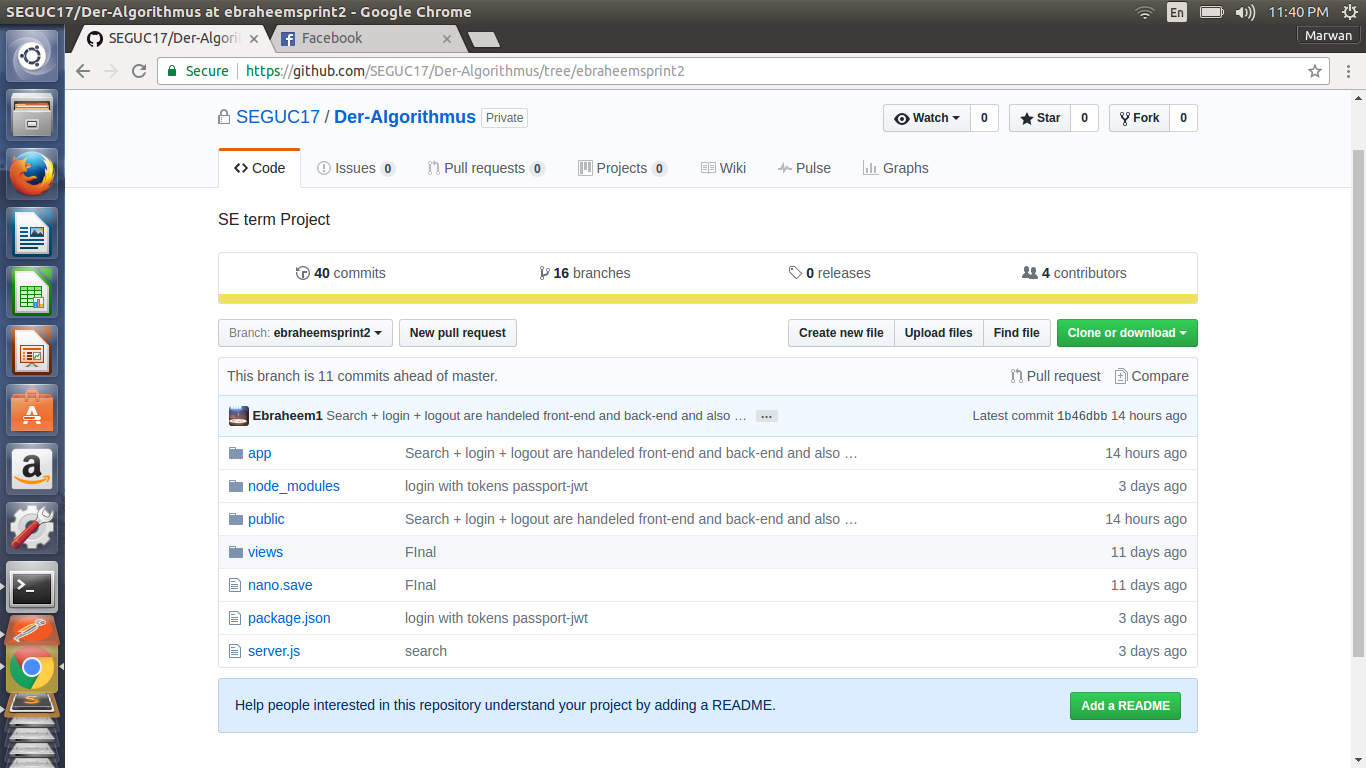 SEGUC17/Der-Algorithmus at ebraheemsprint2 - Google Chrome
En
11:40 PM
SEGUC17/Der-Algorit
Facebook
Marwan
Secure
https://github.com/SEGUC17/Der-Algorithmus/tree/ebraheemsprint2
SEGUC17 / Der-Algorithmus Private
Watch 0
Star 0
Fork 0
Code
Issues 0
Pull requests 0
Projects 0
Wiki
Pulse
Graphs
SE term Project
40 commits
16 branches
0 releases
4 contributors
Branch: ebraheemsprint2
New pull request
Create new file
Upload files
Find file
Clone or download
This branch is 11 commits ahead of master.
Pull request
Compare
Ebraheem1 Search + login + logout are handeled front-end and back-end and also … …
Latest commit 1b46dbb 14 hours ago
app Search + login + logout are handeled front-end and back-end and also … 14 hours ago
node_modules login with tokens passport-jwt 3 days ago
public Search + login + logout are handeled front-end and back-end and also … 14 hours ago
views FInal 11 days ago
nano.save FInal 11 days ago
package.json login with tokens passport-jwt 3 days ago
server.js search 3 days ago
Help people interested in this repository understand your project by adding a README.
Add a README